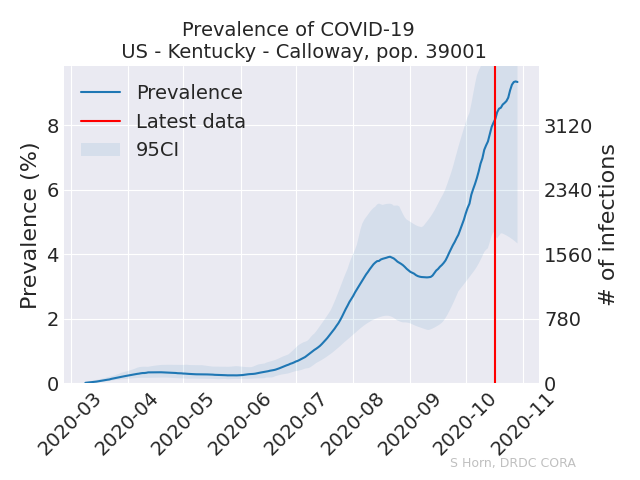 Prevalence of COVID-19
US - Kentucky - Calloway, pop. 39001
Prevalence
Latest data
95CI
Prevalence (%)
8
6
4
2
0
3120
2340
1560
780
0
# of infections
2020-03
2020-04
2020-05
2020-06
2020-07
2020-08
2020-09
2020-10
2020-11
S Horn, DRDC CORA